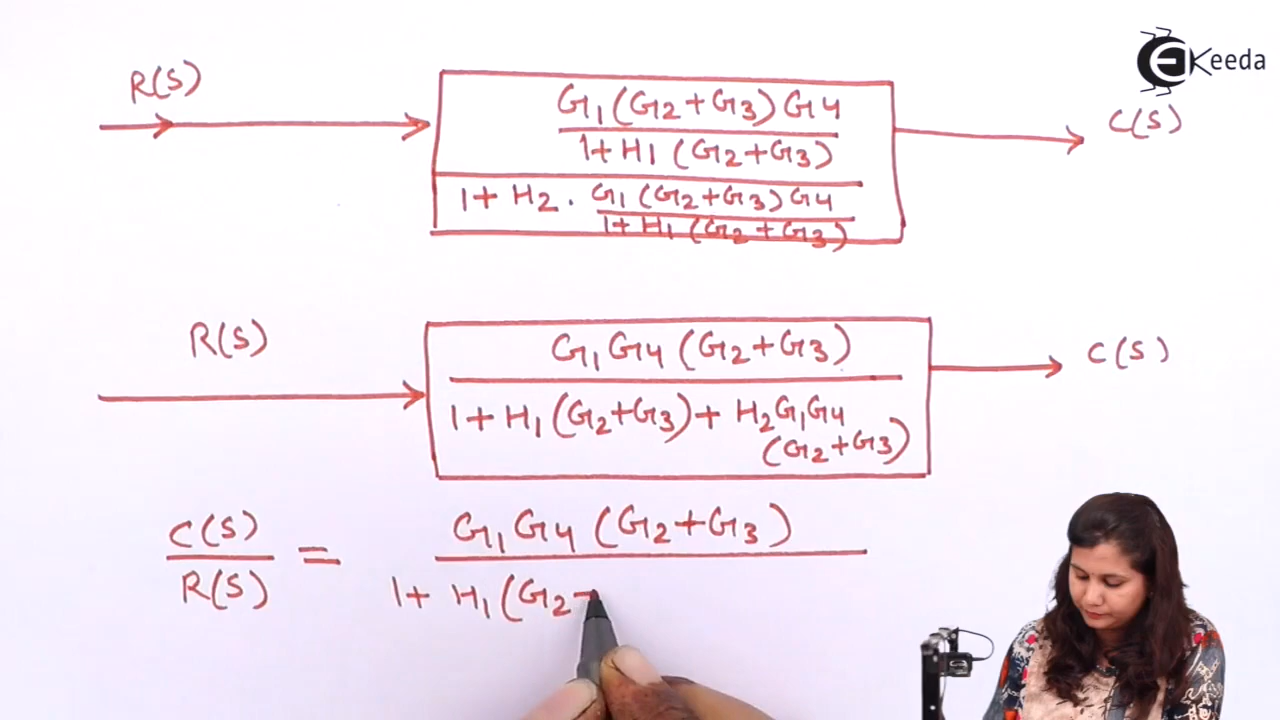 Keeda
R(S)
G1(G2+G3)G4
C(S)
1+H1(G2+G3)
1+H2.G1(G2+G3)G4
1+H1(G2+G3)
R(S)
G1G4(G2+G3)
C(S)
1+H1(G2+G3)+H2G1G4
(G2+G3)
C(S)
R(S)
=
G1G4(G2+G3)
1+H1(G2